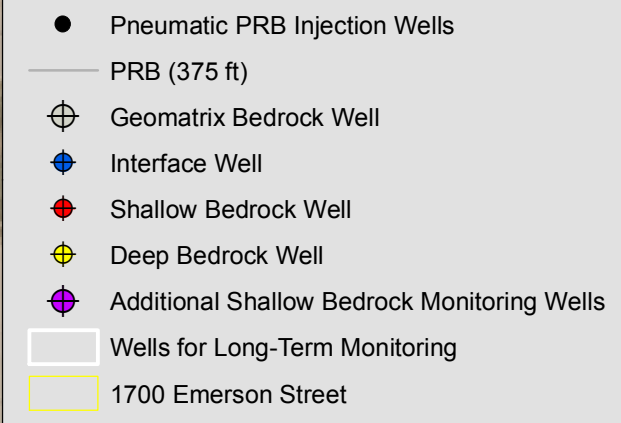 Pneumatic PRB Injection Wells
PRB (375 ft)
Geomatrix Bedrock Well
Interface Well
Shallow Bedrock Well
Deep Bedrock Well
Additional Shallow Bedrock Monitoring Wells
Wells for Long-Term Monitoring
1700 Emerson Street